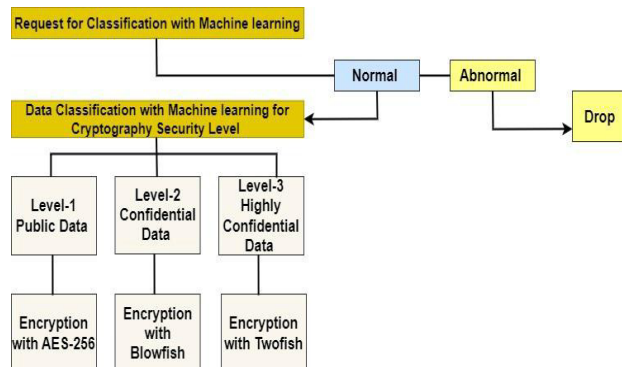 Request for Classification with Machine learning
Normal
Abnormal
Drop
Data Classification with Machine learning for
Cryptography Security Level
Level-1
Public Data
Level-2
Confidential
Data
Level-3
Highly
Confidential
Data
Encryption
with AES-256
Encryption
with
Blowfish
Encryption
with Twofish